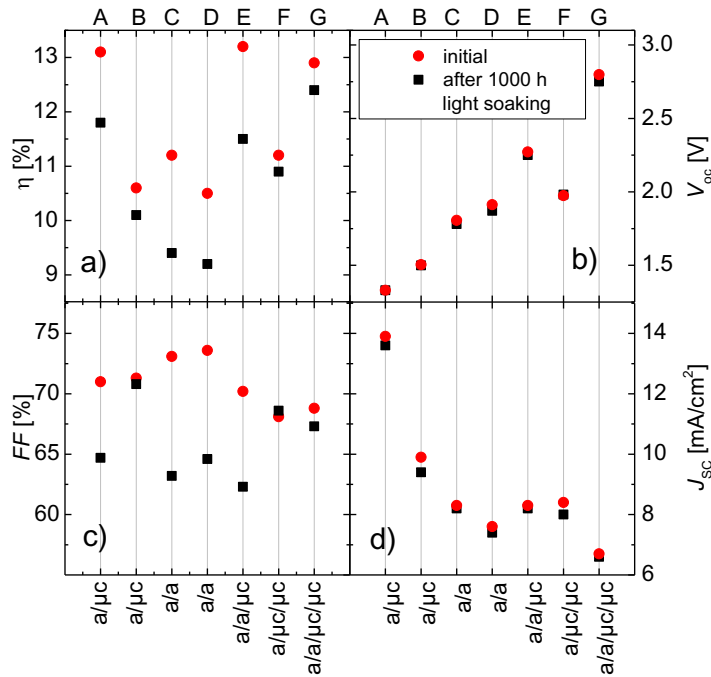 A B C D E F G A B C D E F G
13
12
11
10
9
η [%]
a)
initial
after 1000 h
light soaking
3.0
2.5
2.0
1.5
V_oc [V]
b)
75
70
65
60
FF [%]
c)
14
12
10
8
6
J_SC [mA/cm²]
d)
a/µc
a/µc
a/a
a/a
a/a/µc
a/µc/µc
a/a/µc/µc
a/µc
a/µc
a/a
a/a
a/a/µc
a/µc/µc
a/a/µc/µc